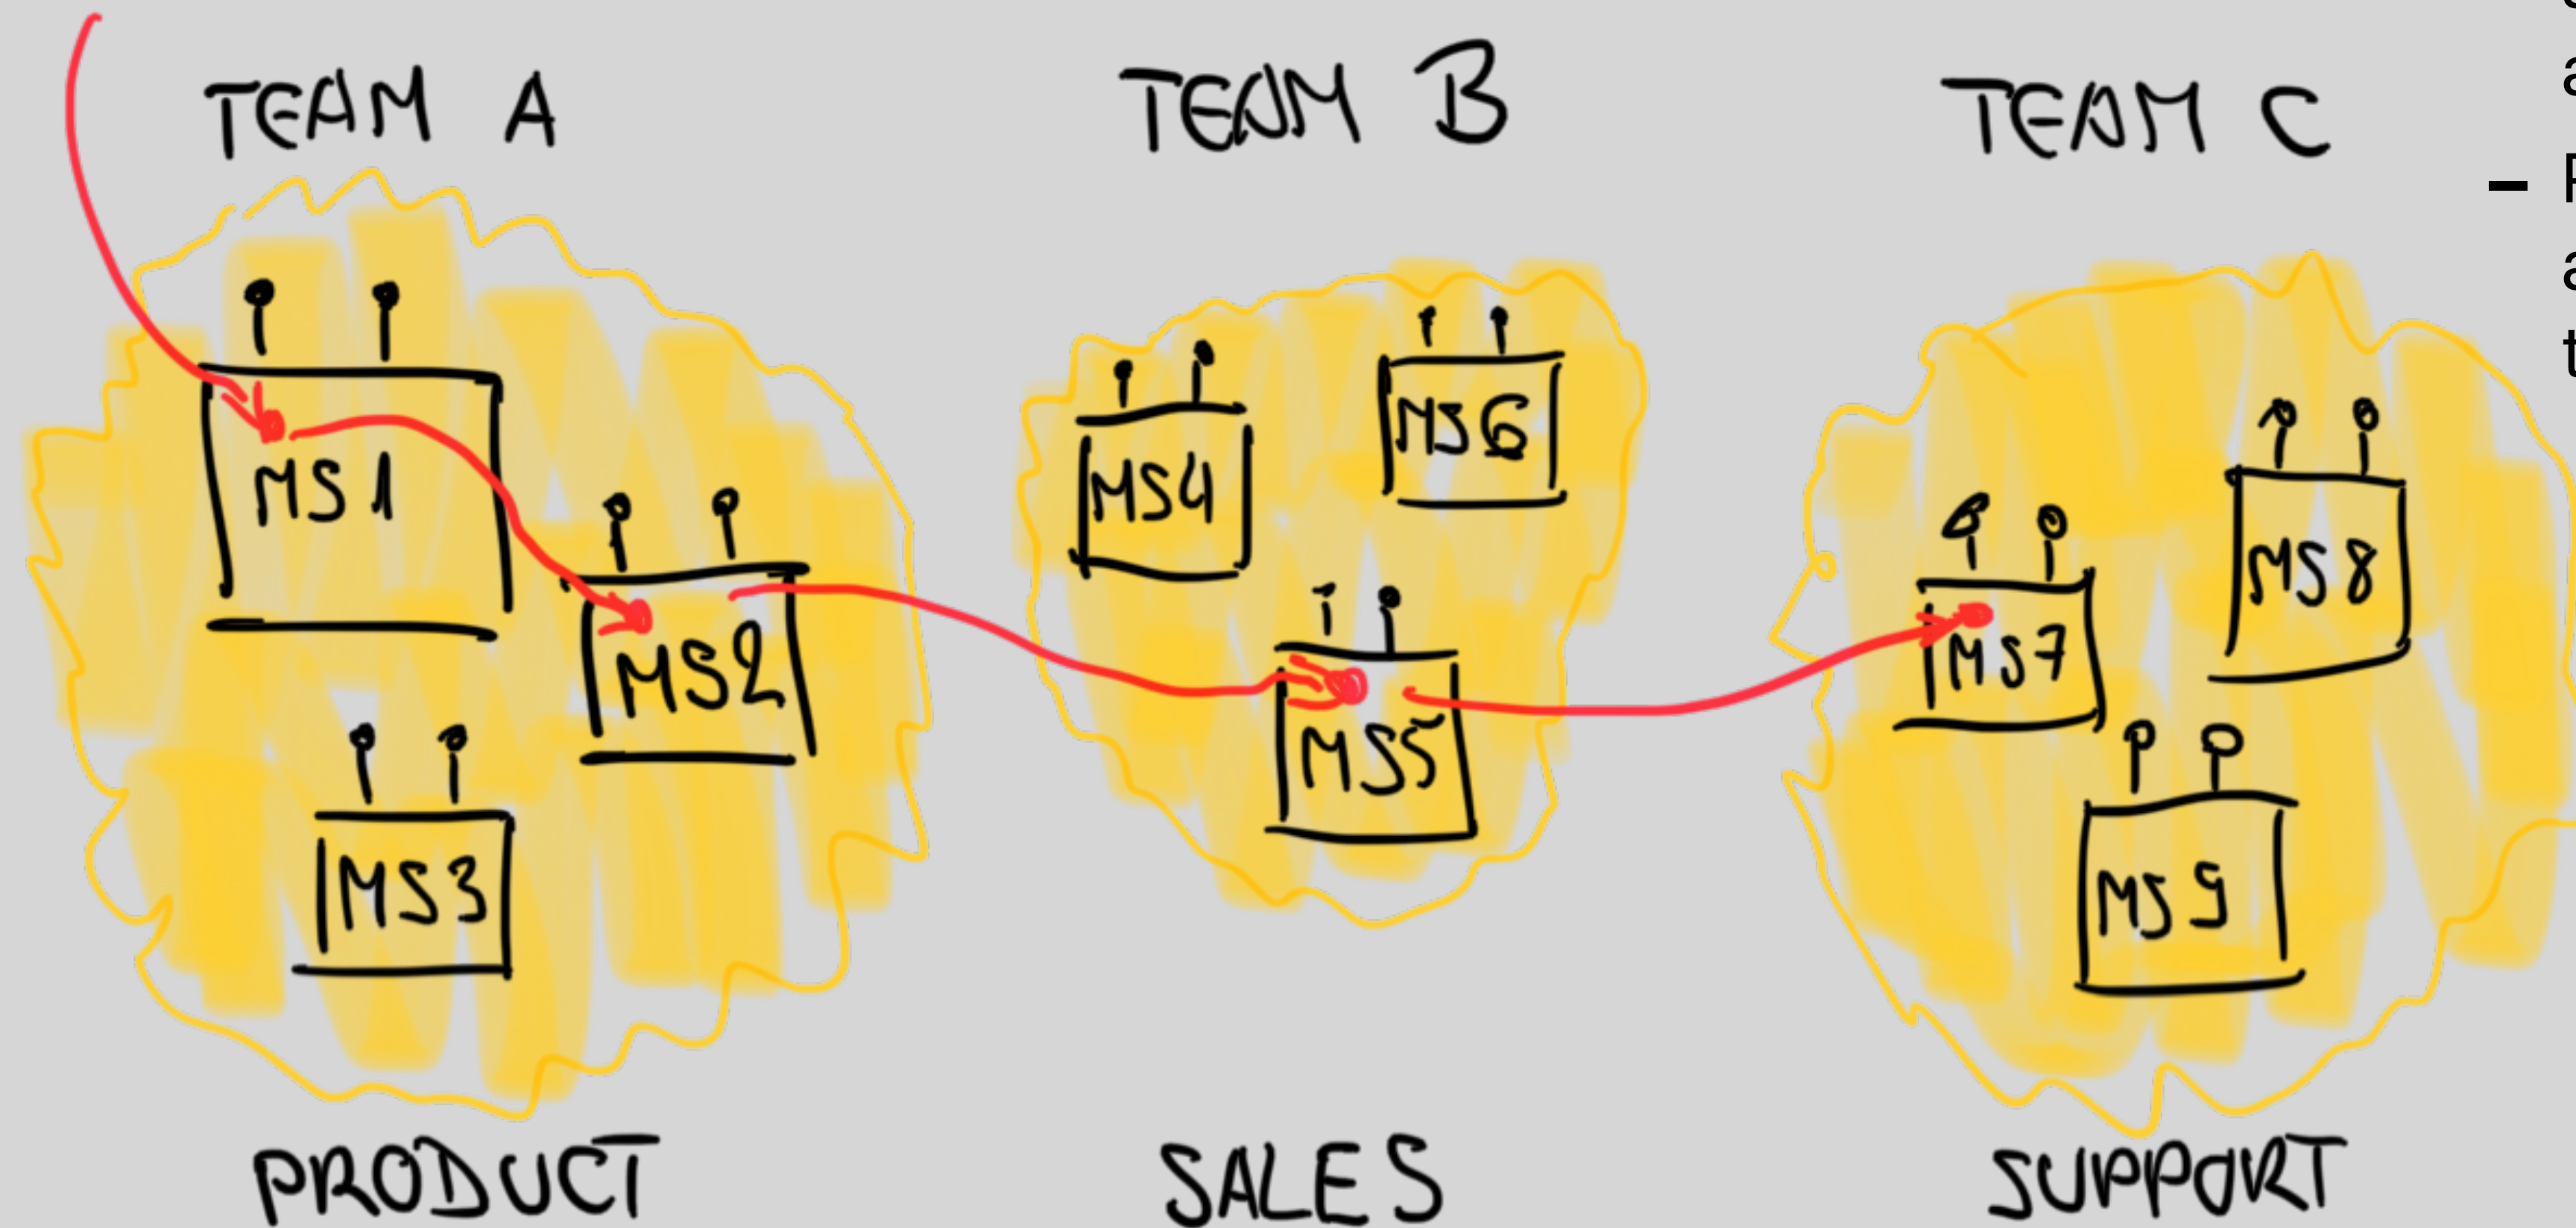 TEAM A
TEAM B
TEAM C
MS1
MS2
MS3
MS4
MS6
MS5
MS7
MS8
MS9
PRODUCT
SALES
SUPPORT